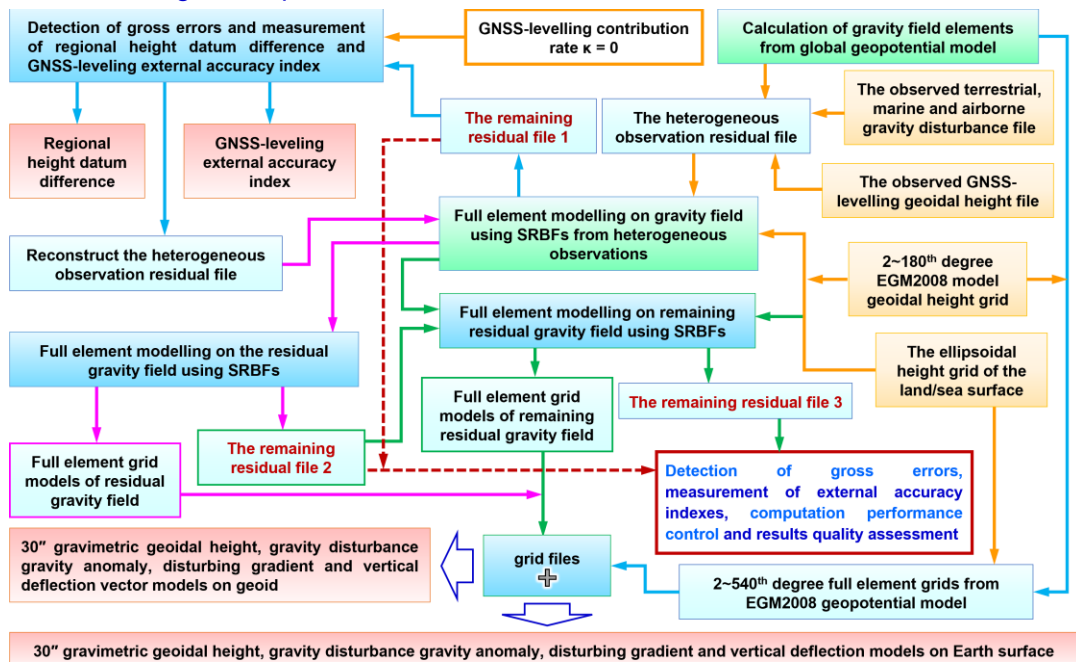 Detection of gross errors and measurement
of regional height datum difference and
GNSS-leveling external accuracy index
GNSS-levelling contribution
rate κ = 0
Calculation of gravity field elements
from global geopotential model
The observed terrestrial,
marine and airborne
gravity disturbance file
The remaining
residual file 1
The heterogeneous
observation residual file
Regional
height datum
difference
GNSS-leveling
external accuracy
index
The observed GNSS-
levelling geoidal height file
Full element modelling on gravity field
using SRBFs from heterogeneous
observations
Reconstruct the heterogeneous
observation residual file
2~180th degree
EGM2008 model
geoidal height grid
Full element modelling on remaining
residual gravity field using SRBFs
Full element modelling on the residual
gravity field using SRBFs
The ellipsoidal
height grid of the
land/sea surface
Full element grid
models of remaining
residual gravity field
The remaining residual file 3
The remaining
residual file 2
Full element grid
models of residual
gravity field
Detection of gross errors,
measurement of external accuracy
indexes, computation performance
control and results quality assessment
30″ gravimetric geoidal height, gravity disturbance
gravity anomaly, disturbing gradient and vertical
deflection vector models on geoid
grid files
+
2~540th degree full element grids from
EGM2008 geopotential model
30″ gravimetric geoidal height, gravity disturbance gravity anomaly, disturbing gradient and vertical deflection models on Earth surface